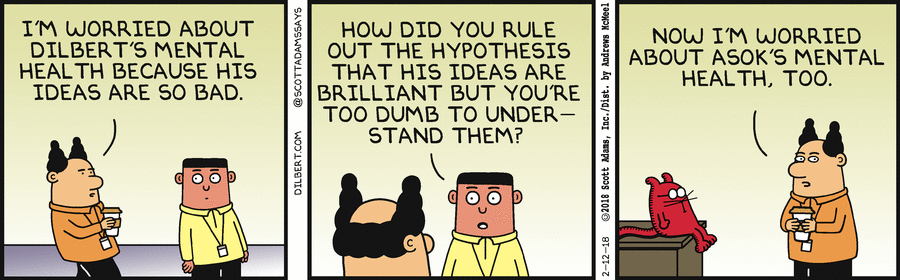 I'M WORRIED ABOUT
DILBERT'S MENTAL
HEALTH BECAUSE HIS
IDEAS ARE SO BAD.
DILBERT.COM @SCOTTADAMSSAYS
HOW DID YOU RULE
OUT THE HYPOTHESIS
THAT HIS IDEAS ARE
BRILLIANT BUT YOU'RE
TOO DUMB TO UNDER—
STAND THEM?
2-12-18 ©2018 Scott Adams, Inc./Dist. by Andrews McMeel
NOW I'M WORRIED
ABOUT ASOK'S MENTAL
HEALTH, TOO.